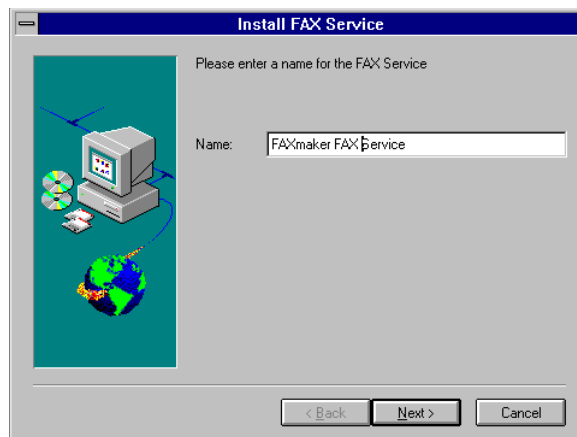 Install FAX Service
Please enter a name for the FAX Service
Name: FAXmaker FAX Service
< Back Next > Cancel